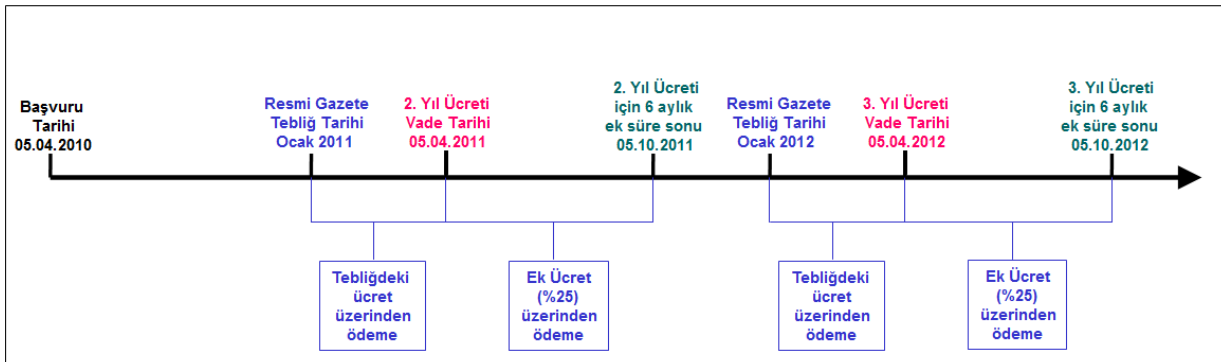 Başvuru
Tarihi
05.04.2010
Resmi Gazete
Tebliğ Tarihi
Ocak 2011
2. Yıl Ücreti
Vade Tarihi
05.04.2011
2. Yıl Ücreti
için 6 aylık
ek süre sonu
05.10.2011
Resmi Gazete
Tebliğ Tarihi
Ocak 2012
3. Yıl Ücreti
Vade Tarihi
05.04.2012
3. Yıl Ücreti
için 6 aylık
ek süre sonu
05.10.2012
Tebliğdeki
ücret
üzerinden
ödeme
Ek Ücret
(%25)
üzerinden
ödeme
Tebliğdeki
ücret
üzerinden
ödeme
Ek Ücret
(%25)
üzerinden
ödeme